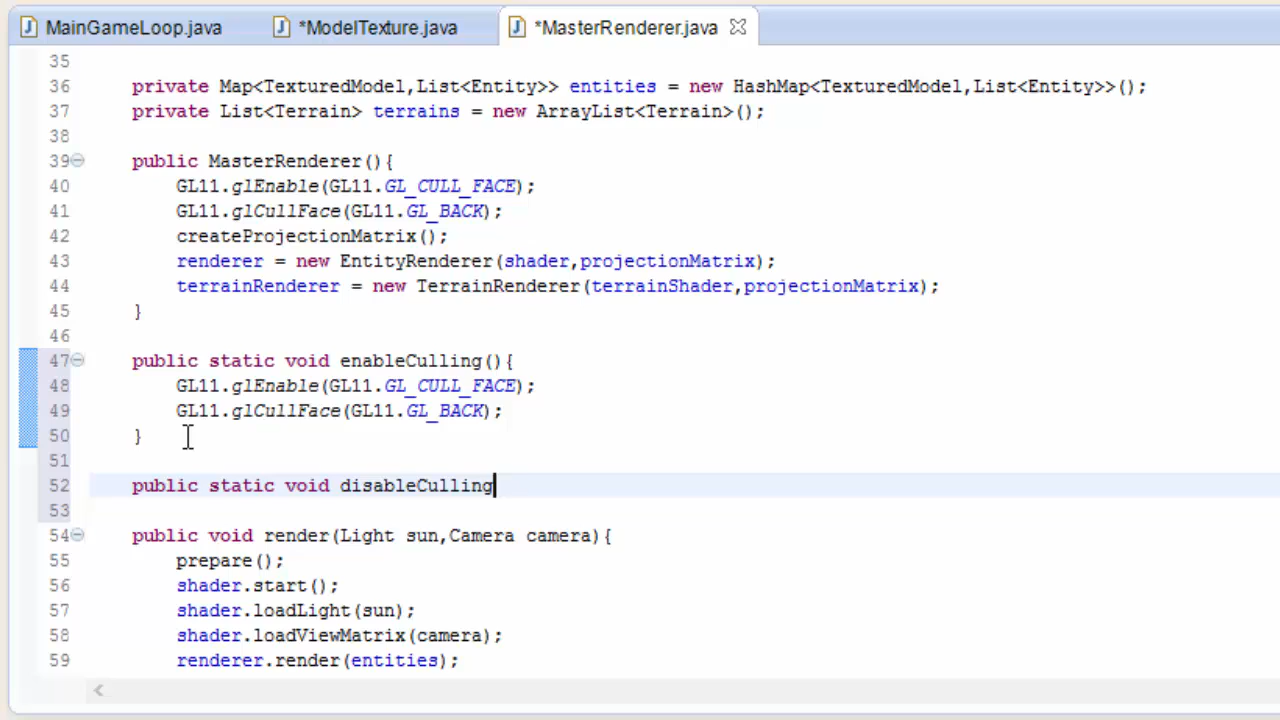 MainGameLoop.java *ModelTexture.java *MasterRenderer.java
35
36 private Map<TexturedModel,List<Entity>> entities = new HashMap<TexturedModel,List<Entity>>();
37 private List<Terrain> terrains = new ArrayList<Terrain>();
38
39 public MasterRenderer(){
40 GL11.glEnable(GL11.GL_CULL_FACE);
41 GL11.glCullFace(GL11.GL_BACK);
42 createProjectionMatrix();
43 renderer = new EntityRenderer(shader,projectionMatrix);
44 terrainRenderer = new TerrainRenderer(terrainShader,projectionMatrix);
45 }
46
47 public static void enableCulling(){
48 GL11.glEnable(GL11.GL_CULL_FACE);
49 GL11.glCullFace(GL11.GL_BACK);
50 }
51
52 public static void disableCulling
53
54 public void render(Light sun,Camera camera){
55 prepare();
56 shader.start();
57 shader.loadLight(sun);
58 shader.loadViewMatrix(camera);
59 renderer.render(entities);